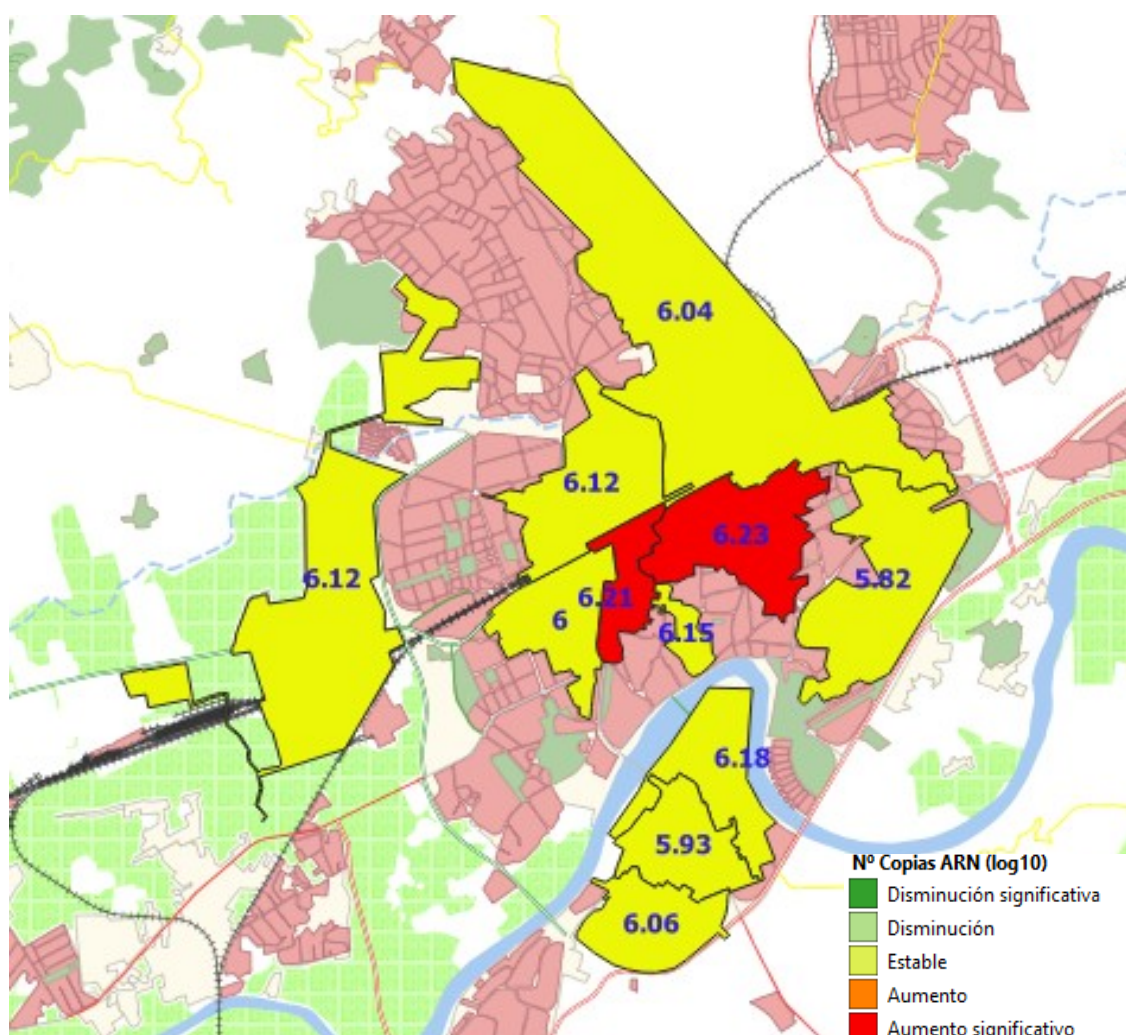 6.04
6.12
6.23
6.12
5.82
6.21
6
6.15
6.18
5.93
6.06
Nº Copias ARN (log10)
Disminución significativa
Disminución
Estable
Aumento
Aumento significativo